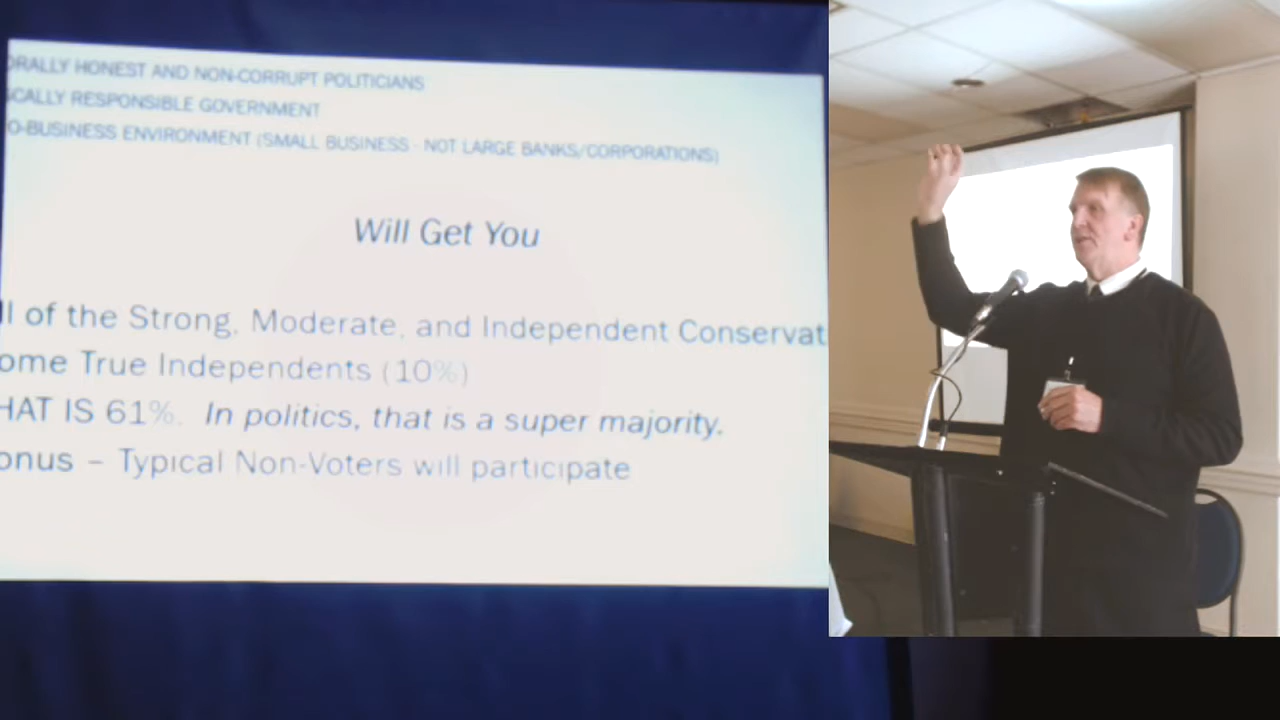 ORALLY HONEST AND NON-CORRUPT POLITICIANS
SCALLY RESPONSIBLE GOVERNMENT
O-BUSINESS ENVIRONMENT (SMALL BUSINESS - NOT LARGE BANKS/CORPORATIONS)
Will Get You
ll of the Strong, Moderate, and Independent Conservat
ome True Independents (10%)
HAT IS 61%. In politics, that is a super majority.
onus – Typical Non-Voters will participate